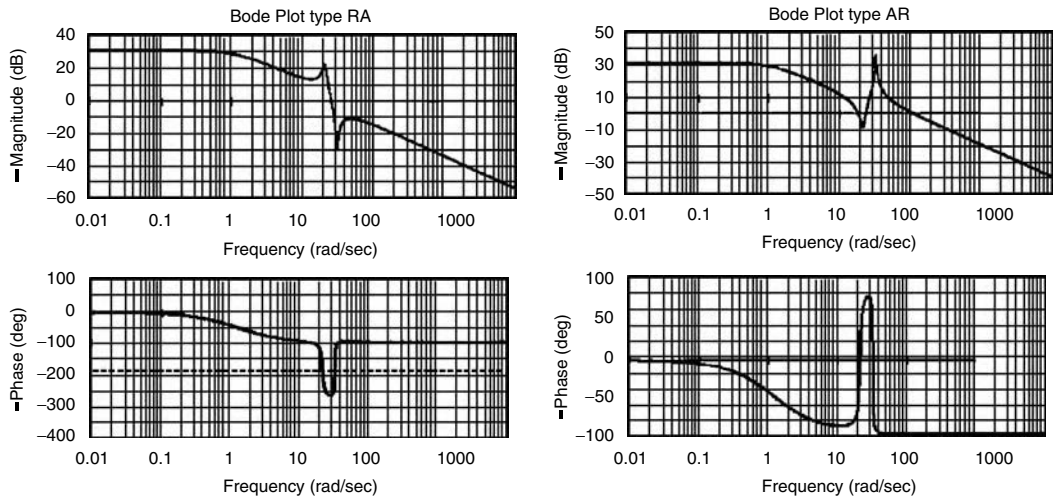 Bode Plot type RA
40
20
0
−20
−40
−60
Magnitude (dB)
0.01 0.1 1 10 100 1000
Frequency (rad/sec)
Bode Plot type AR
50
30
10
−10
−30
−50
Magnitude (dB)
0.01 0.1 1 10 100 1000
Frequency (rad/sec)
100
0
−100
−200
−300
−400
Phase (deg)
0.01 0.1 1 10 100 1000
Frequency (rad/sec)
100
50
0
−50
−100
Phase (deg)
0.01 0.1 1 10 100 1000
Frequency (rad/sec)